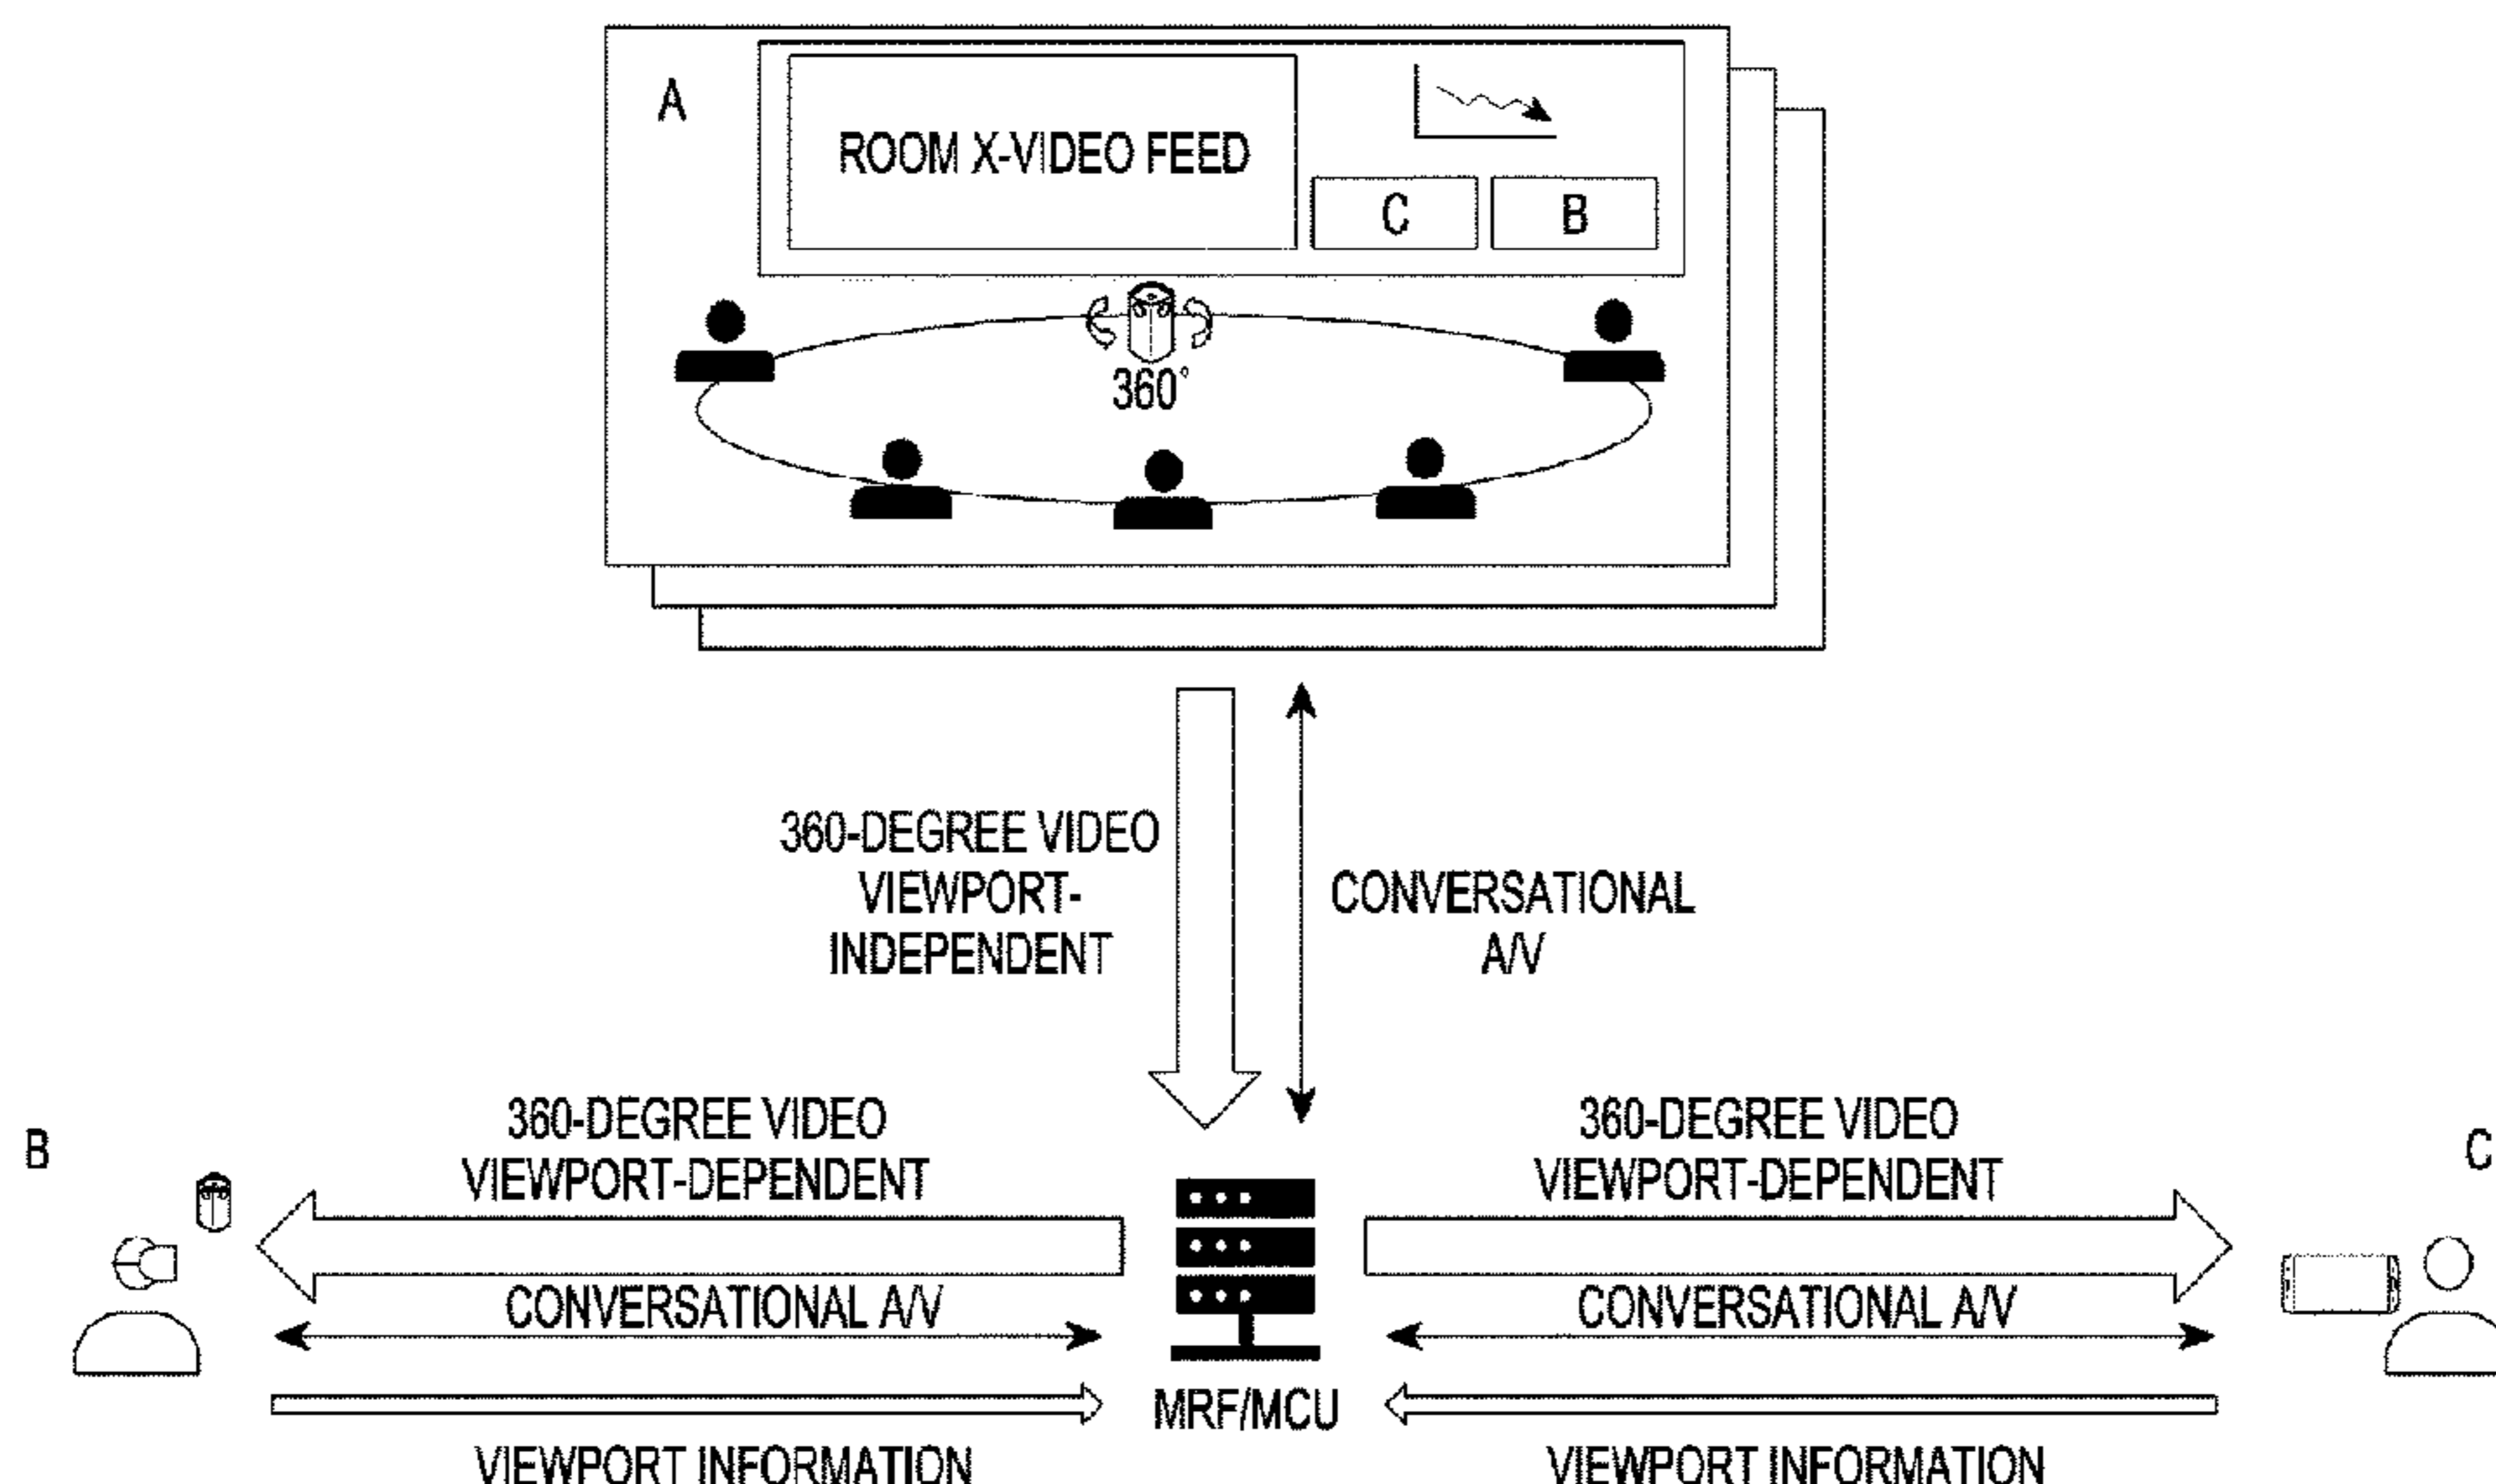 A
ROOM X-VIDEO FEED
C
B
360°
360-DEGREE VIDEO
VIEWPORT-
INDEPENDENT
CONVERSATIONAL
A/V
B
360-DEGREE VIDEO
VIEWPORT-DEPENDENT
360-DEGREE VIDEO
VIEWPORT-DEPENDENT
C
CONVERSATIONAL A/V
CONVERSATIONAL A/V
MRF/MCU
VIEWPORT INFORMATION
VIEWPORT INFORMATION